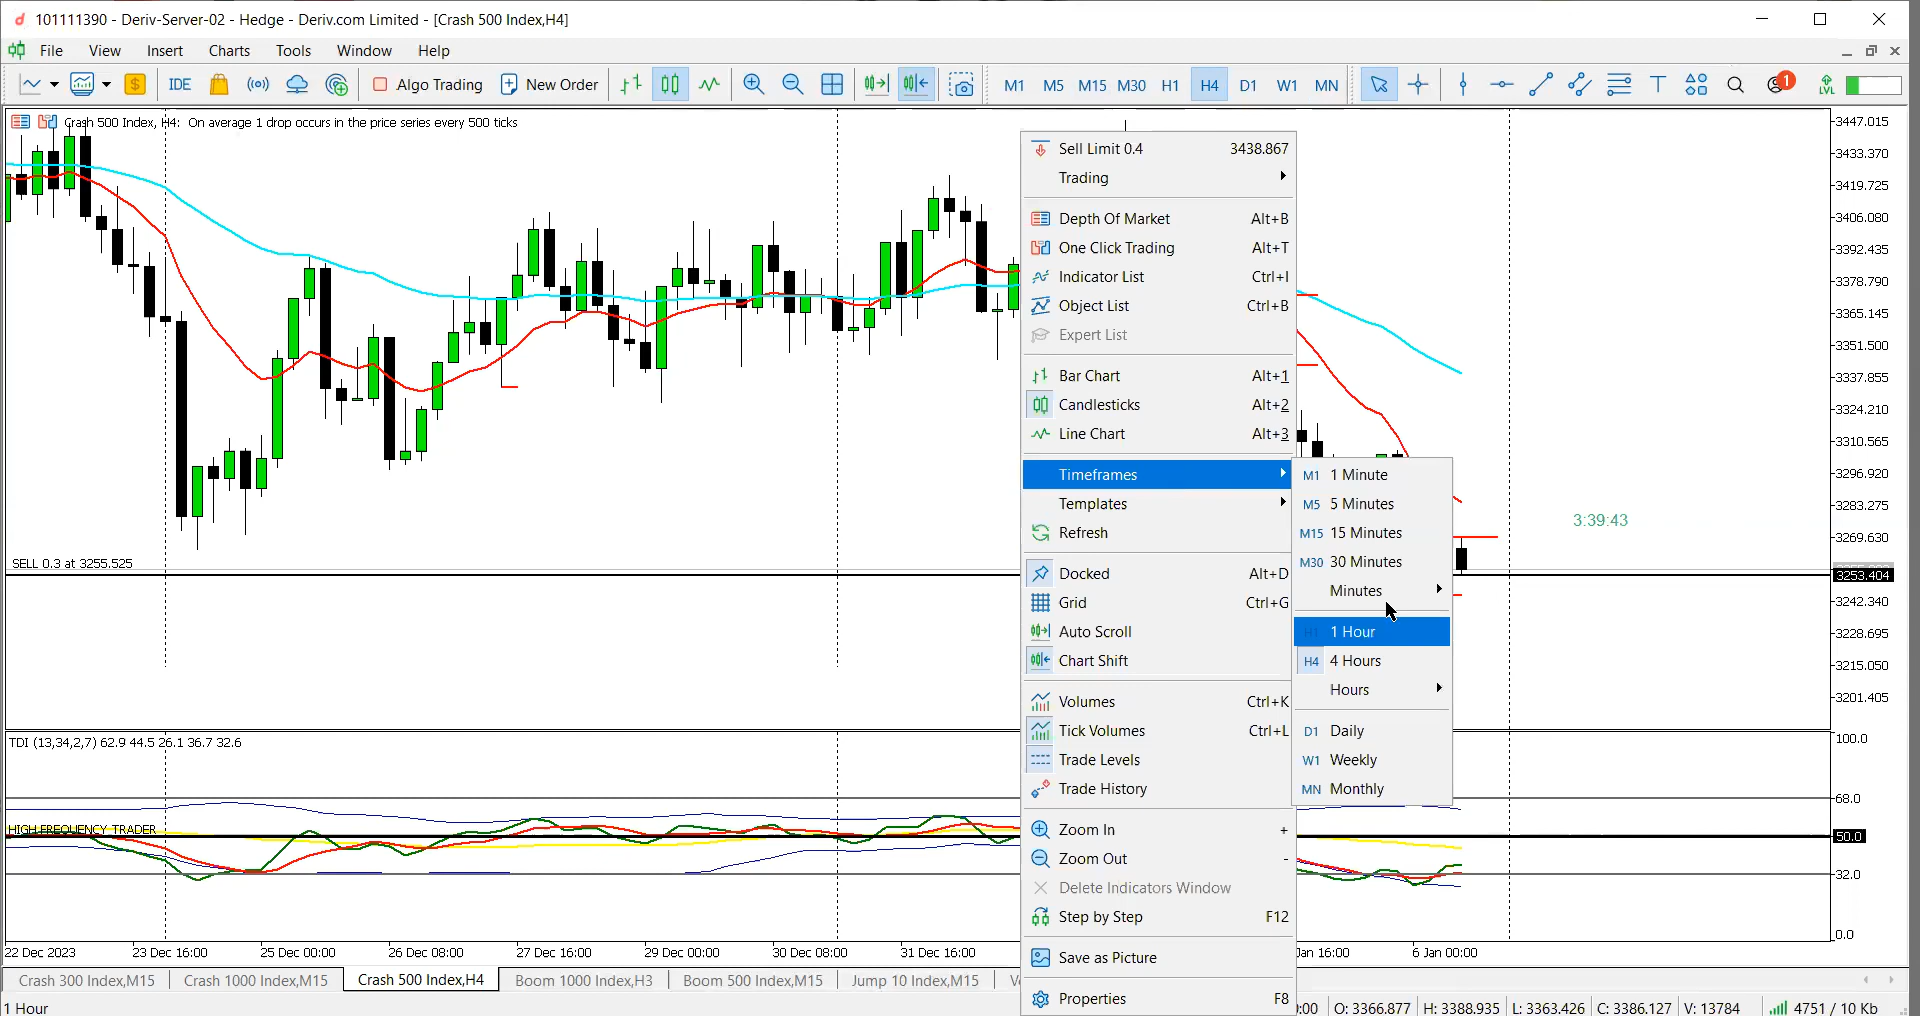 101111390 - Deriv-Server-02 - Hedge - Deriv.com Limited - [Crash 500 Index,H4]
File View Insert Charts Tools Window Help
$ IDE Algo Trading New Order M1 M5 M15 M30 H1 H4 D1 W1 MN T 1 LVL
Crash 500 Index, H4: On average 1 drop occurs in the price series every 500 ticks
SELL 0.3 at 3255.525
3:39:43
3447.015
3433.370
3419.725
3406.080
3392.435
3378.790
3365.145
3351.500
3337.855
3324.210
3310.565
3296.920
3283.275
3269.630
3253.404
3242.340
3228.695
3215.050
3201.405
Sell Limit 0.4 3438.867
Trading
Depth Of Market Alt+B
One Click Trading Alt+T
Indicator List Ctrl+I
Object List Ctrl+B
Expert List
Bar Chart Alt+1
Candlesticks Alt+2
Line Chart Alt+3
Timeframes
Templates
Refresh
Docked Alt+D
Grid Ctrl+G
Auto Scroll
Chart Shift
Volumes Ctrl+K
Tick Volumes Ctrl+L
Trade Levels
Trade History
Zoom In +
Zoom Out -
Delete Indicators Window
Step by Step F12
Save as Picture
Properties F8
M1 1 Minute
M5 5 Minutes
M15 15 Minutes
M30 30 Minutes
Minutes
H1 1 Hour
H4 4 Hours
Hours
D1 Daily
W1 Weekly
MN Monthly
TDI (13,34,2,7) 62.9 44.5 26.1 36.7 32.6
HIGH FREQUENCY TRADER
100.0
68.0
50.0
32.0
0.0
22 Dec 2023 23 Dec 16:00 25 Dec 00:00 26 Dec 08:00 27 Dec 16:00 29 Dec 00:00 30 Dec 08:00 31 Dec 16:00 Jan 16:00 6 Jan 00:00
Crash 300 Index,M15 Crash 1000 Index,M15 Crash 500 Index,H4 Boom 1000 Index,H3 Boom 500 Index,M15 Jump 10 Index,M15
1 Hour :00 O: 3366.877 H: 3388.935 L: 3363.426 C: 3386.127 V: 13784 4751 / 10 Kb